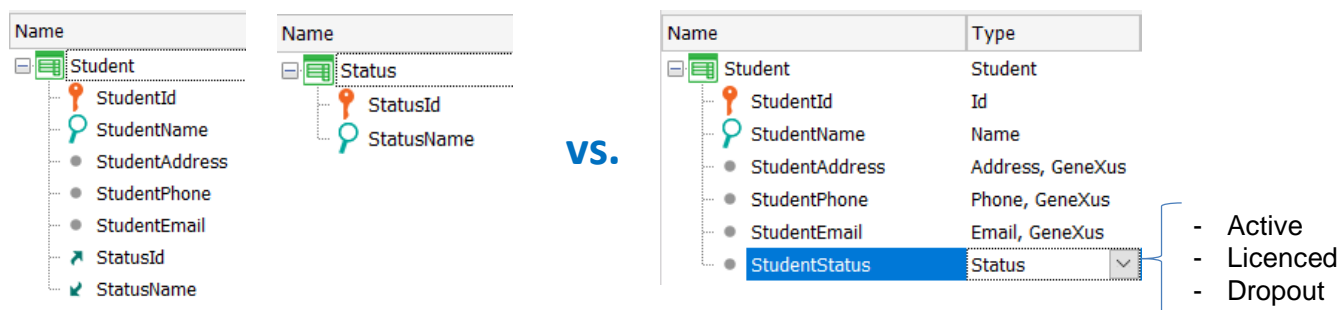 Name
Student
StudentId
StudentName
StudentAddress
StudentPhone
StudentEmail
StatusId
StatusName
Name
Status
StatusId
StatusName
vs.
Name Type
Student Student
StudentId Id
StudentName Name
StudentAddress Address, GeneXus
StudentPhone Phone, GeneXus
StudentEmail Email, GeneXus
StudentStatus Status
- Active
- Licenced
- Dropout